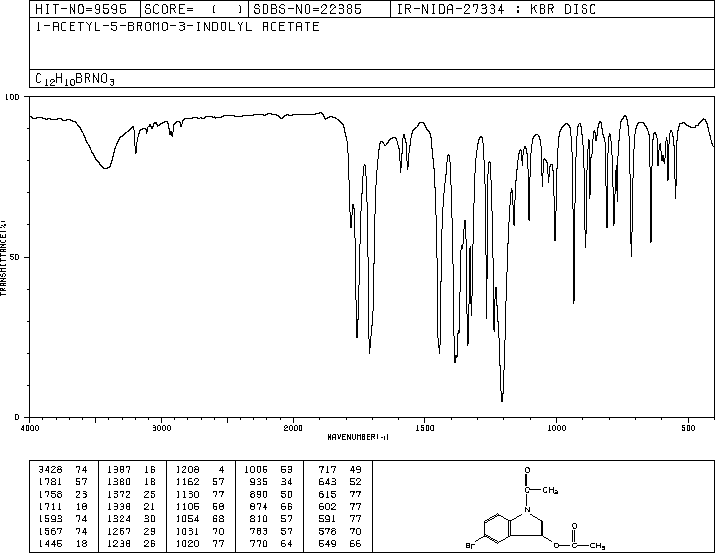 HIT-NO=9595 SCORE= ( ) SDBS-NO=22385 IR-NIDA-27334 : KBR DISC
1-ACETYL-5-BROMO-3-INDOLYL ACETATE
C12H10BRNO3
100
50
0
TRANSMITTANCE(%)
4000 3000 2000 1500 1000 500
WAVENUMBER(-1)
3428 74 1387 16 1208 4 1006 53 717 49
1781 57 1380 18 1162 57 935 34 643 52
1758 23 1372 25 1130 77 890 50 615 77
1711 18 1338 21 1105 58 874 66 602 77
1593 74 1324 30 1054 68 810 57 591 77
1567 74 1267 29 1031 70 783 57 578 70
1446 18 1238 26 1020 77 770 64 549 66
O
C CH3
N
O
Br
O C CH3